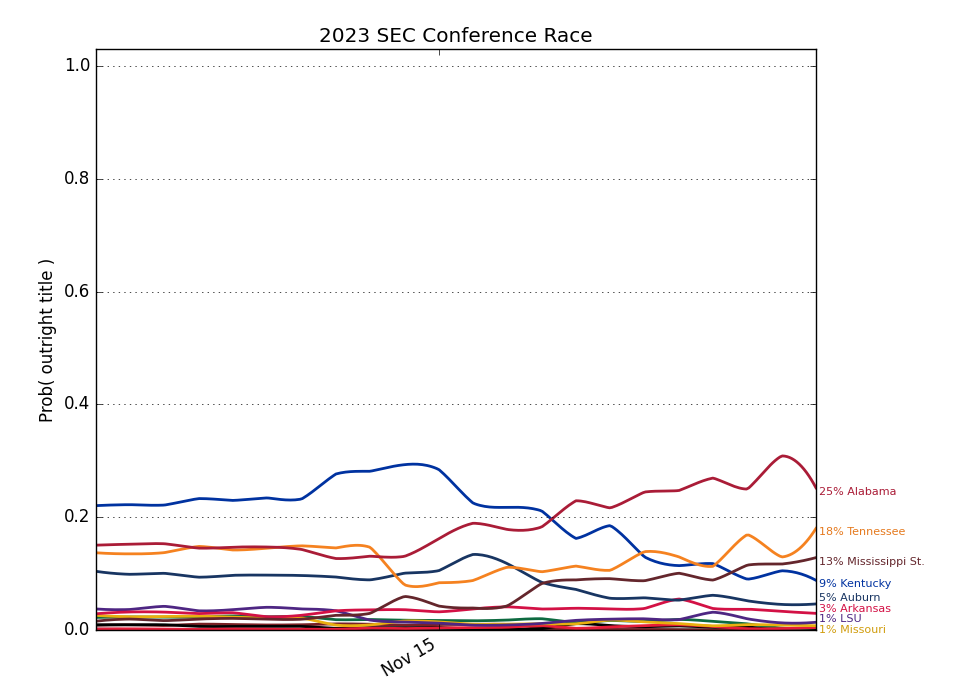 2023 SEC Conference Race
Prob( outright title )
1.0
0.8
0.6
0.4
0.2
0.0
Nov 15
25% Alabama
18% Tennessee
13% Mississippi St.
9% Kentucky
5% Auburn
3% Arkansas
1% LSU
1% Missouri